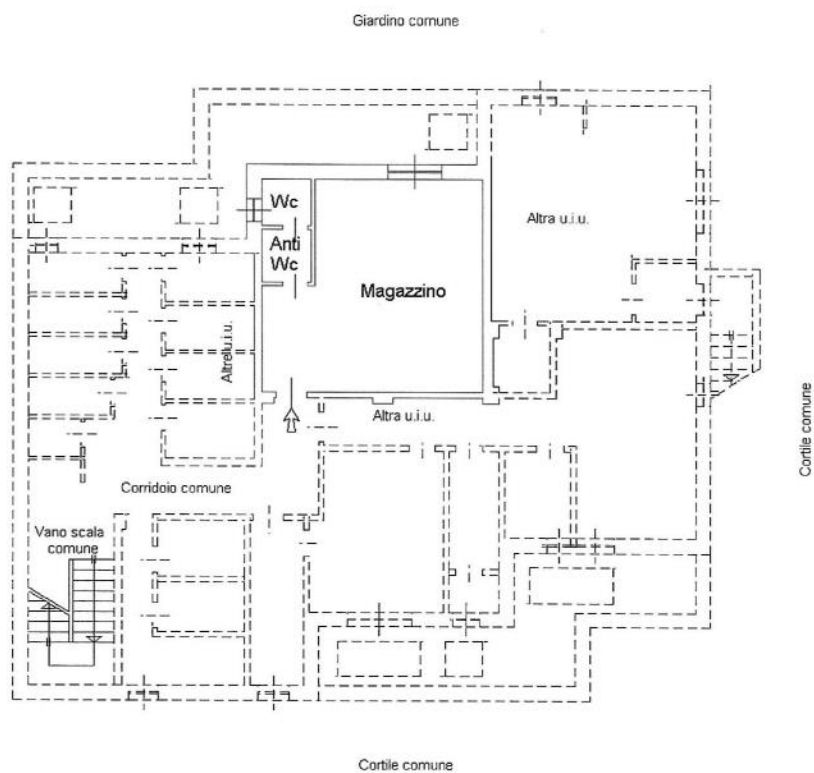 Giardino comune
Wc
Anti
Wc
Altra u.i.u.
Magazzino
Altre u.i.u.
Altra u.i.u.
Cortile comune
Corridoio comune
Vano scala
comune
Cortile comune